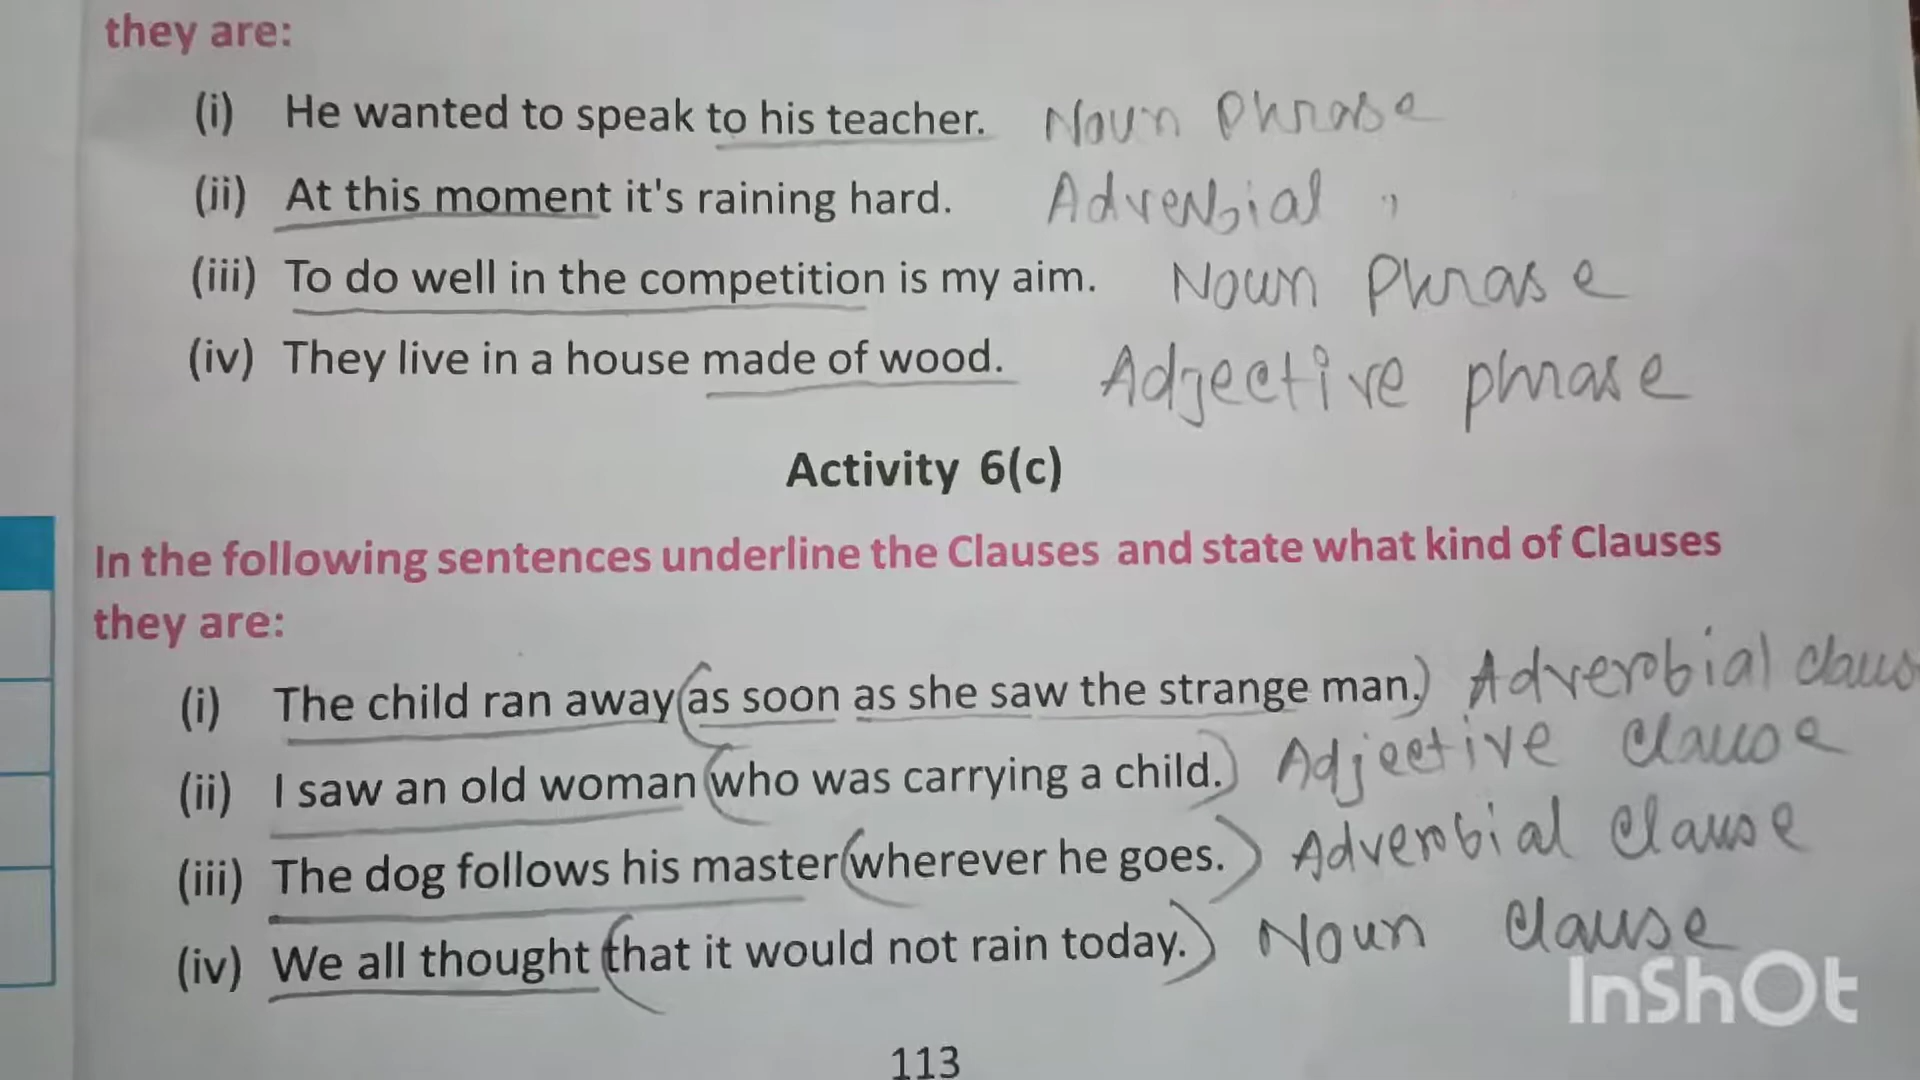 they are:
(i) He wanted to speak to his teacher. Noun Phrase
(ii) At this moment it's raining hard. Adverbial "
(iii) To do well in the competition is my aim. Noun Phrase
(iv) They live in a house made of wood. Adjective phrase
Activity 6(c)
In the following sentences underline the Clauses and state what kind of Clauses
they are:
(i) The child ran away (as soon as she saw the strange man.) Adverbial claus
(ii) I saw an old woman (who was carrying a child.) Adjective clause
(iii) The dog follows his master (wherever he goes.) Adverbial clause
(iv) We all thought (that it would not rain today.) Noun clause
InShOt
113